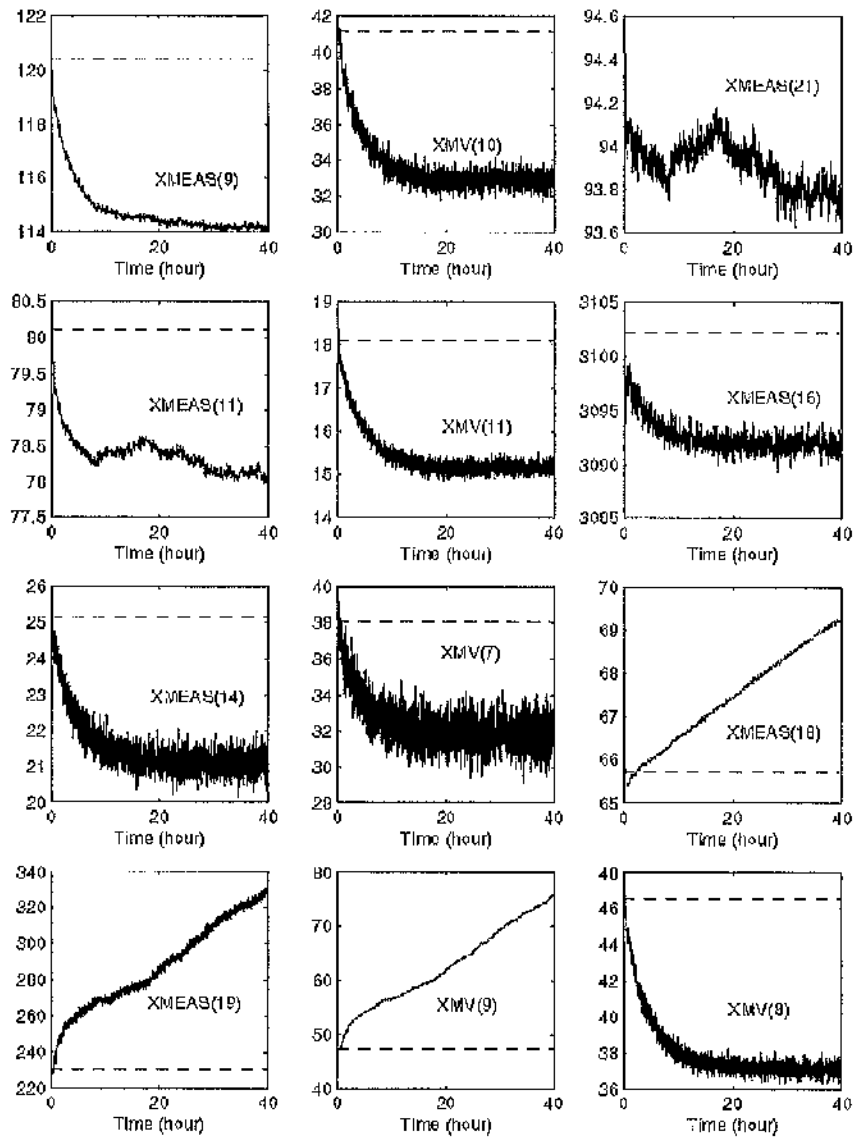 122
120
118
116
114
XMEAS(9)
0 20 40
Time (hour)
42
40
38
36
34
32
30
XMV(10)
0 20 40
Time (hour)
94.6
94.4
94.2
94
93.8
93.6
XMEAS(21)
0 20 40
Time (hour)
80.5
80
79.5
79
78.5
78
77.5
XMEAS(11)
0 20 40
Time (hour)
19
18
17
16
15
14
XMV(11)
0 20 40
Time (hour)
3105
3100
3095
3090
3085
XMEAS(16)
0 20 40
Time (hour)
26
25
24
23
22
21
20
XMEAS(14)
0 20 40
Time (hour)
40
38
36
34
32
30
28
XMV(7)
0 20 40
Time (hour)
70
69
68
67
66
65
XMEAS(18)
0 20 40
Time (hour)
340
320
300
280
260
240
220
XMEAS(19)
0 20 40
Time (hour)
80
70
60
50
40
XMV(9)
0 20 40
Time (hour)
48
46
44
42
40
38
36
XMV(8)
0 20 40
Time (hour)